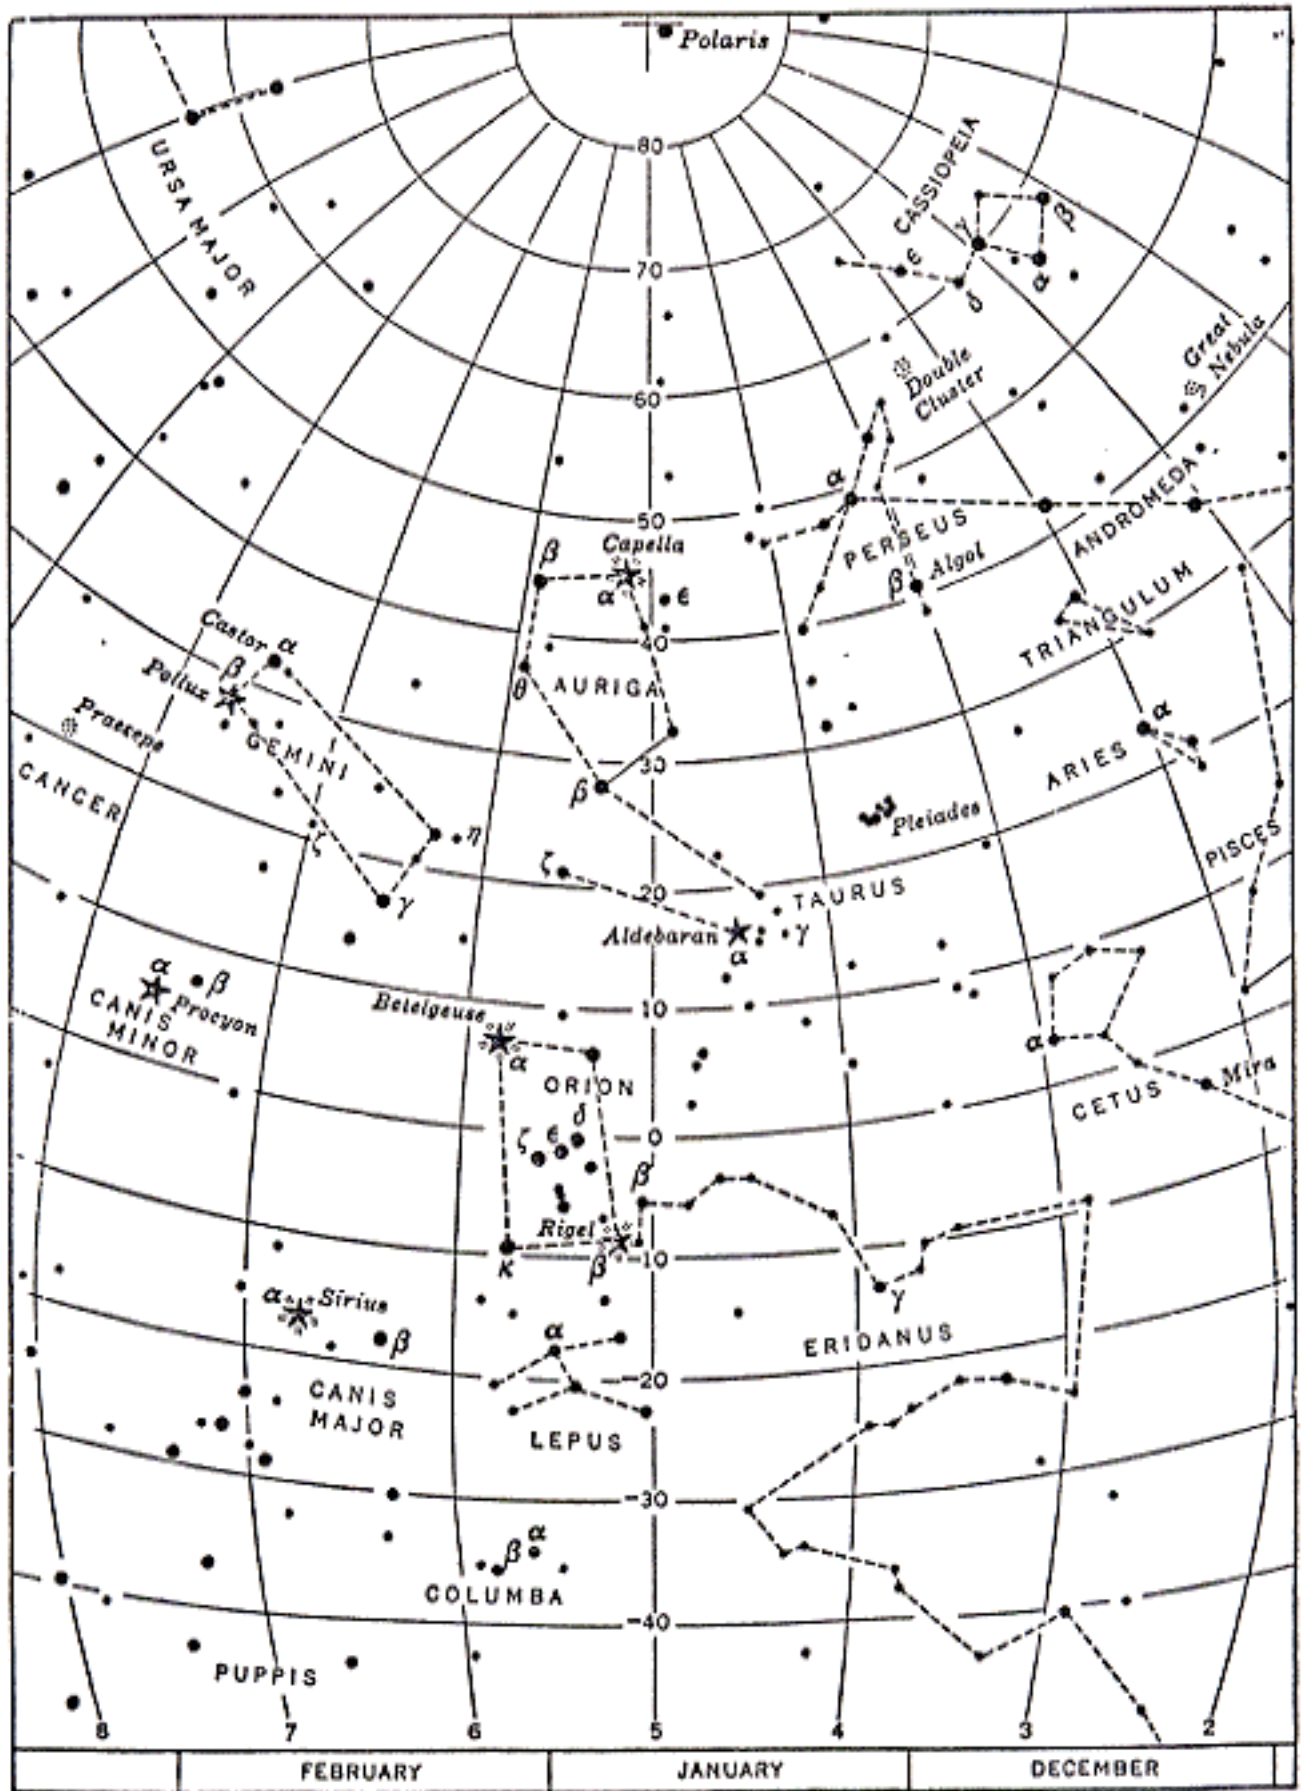 Polaris
80
CASSIOPEIA
β
γ
ε
α
δ
URSA MAJOR
70
Great
Nebula
Double
Cluster
60
α
ANDROMEDA
50
PERSEUS
β
Capella
Algol
β
α
ε
TRIANGULUM
40
Castor
α
β
Pollux
θ
AURIGA
α
Praesepe
GEMINI
ARIES
30
CANCER
β
Pleiades
η
ζ
PISCES
ζ
20
TAURUS
γ
Aldebaran
γ
α
α
β
CANIS
MINOR
Procyon
Betelgeuse
10
α
α
Mira
ORION
CETUS
δ
ζ
ε
0
β
Rigel
κ
β
-10
α
Sirius
γ
β
α
ERIDANUS
-20
CANIS
MAJOR
LEPUS
-30
α
β
COLUMBA
-40
PUPPIS
8
7
6
5
4
3
2
FEBRUARY
JANUARY
DECEMBER